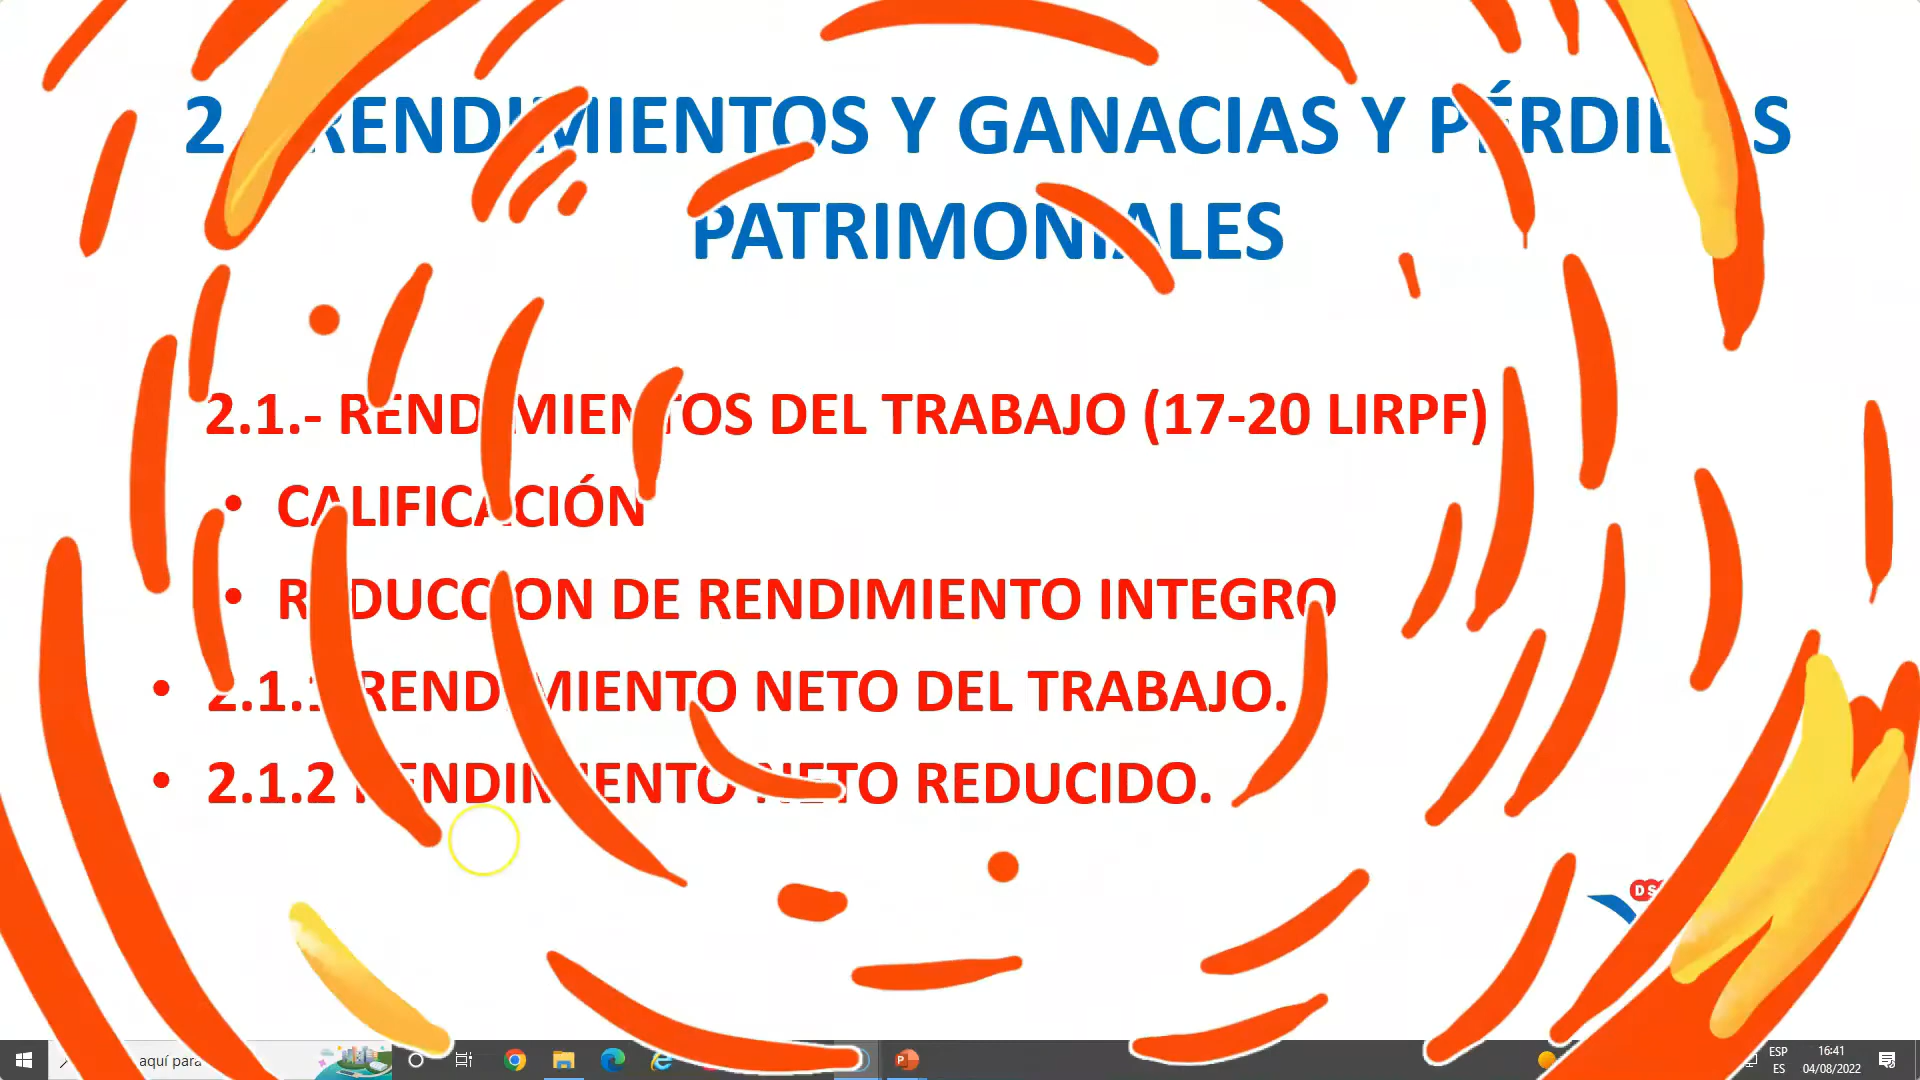 2.- RENDIMIENTOS Y GANACIAS Y PÉRDIDAS
PATRIMONIALES
2.1.- RENDIMIENTOS DEL TRABAJO (17-20 LIRPF)
• CALIFICACIÓN
• REDUCCION DE RENDIMIENTO INTEGRO
• 2.1.1 RENDIMIENTO NETO DEL TRABAJO.
• 2.1.2 RENDIMIENTO NETO REDUCIDO.
DS
aquí para
ESP
ES
16:41
04/08/2022